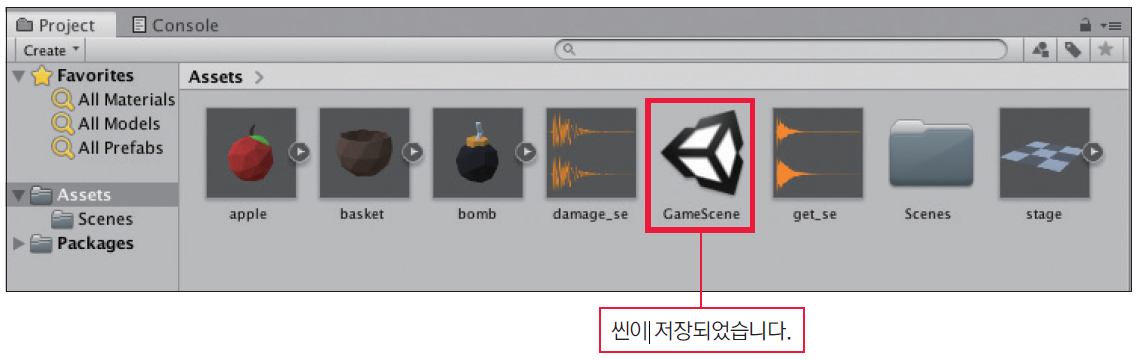 Project
Console
Create
Favorites
All Materials
All Models
All Prefabs
Assets
Scenes
Packages
Assets
apple
basket
bomb
damage_se
GameScene
get_se
Scenes
stage
씬이 저장되었습니다.